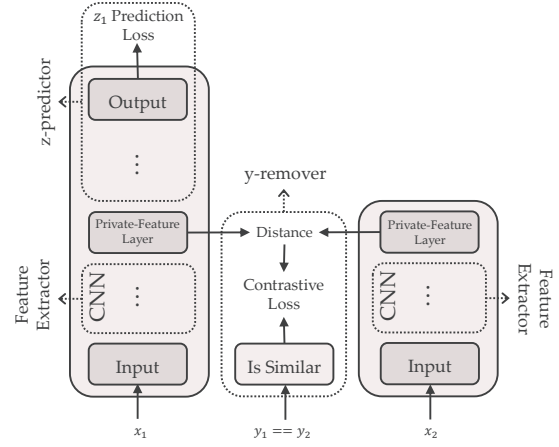 z₁ Prediction
Loss
Output
z-predictor
⋮
y-remover
Private-Feature
Layer
Distance
Private-Feature
Layer
Feature
Extractor
CNN
⋮
Contrastive
Loss
CNN
⋮
Feature
Extractor
Input
Is Similar
Input
x₁
y₁ == y₂
x₂